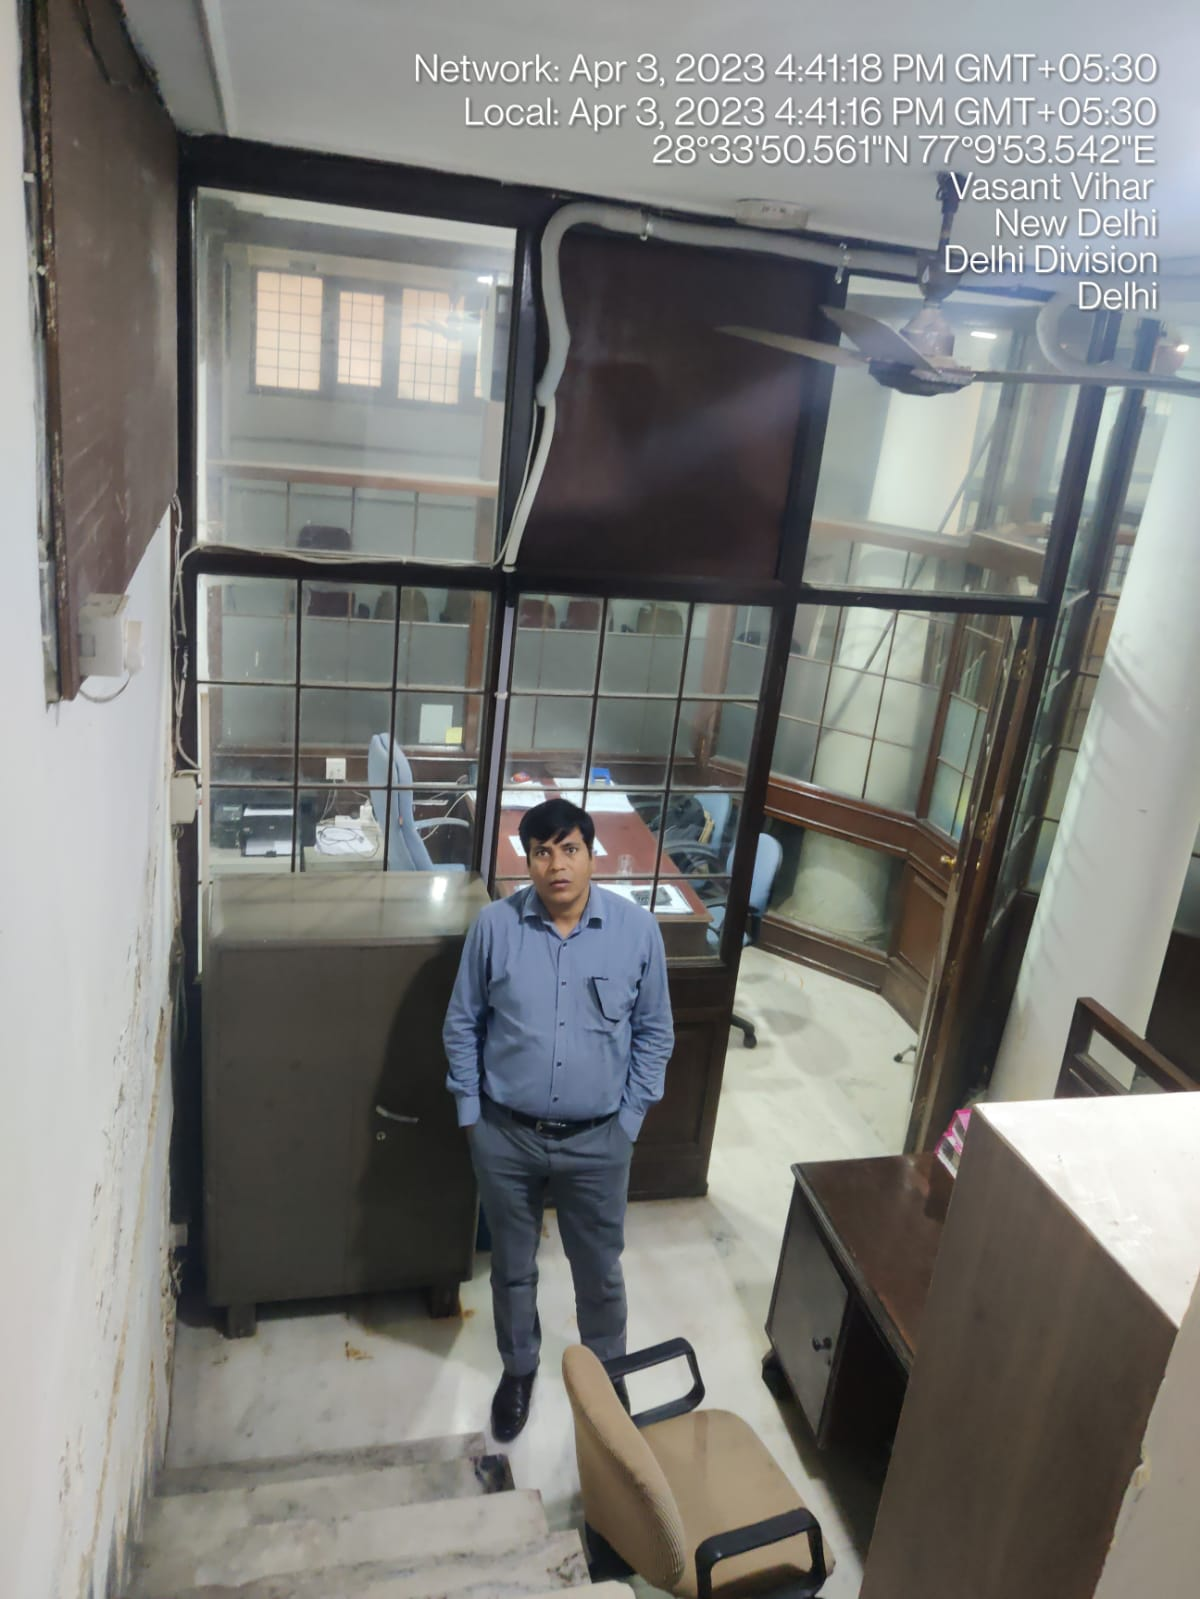 Network: Apr 3, 2023 4:41:18 PM GMT+05:30
Local: Apr 3, 2023 4:41:16 PM GMT+05:30
28°33'50.561"N 77°9'53.542"E
Vasant Vihar
New Delhi
Delhi Division
Delhi